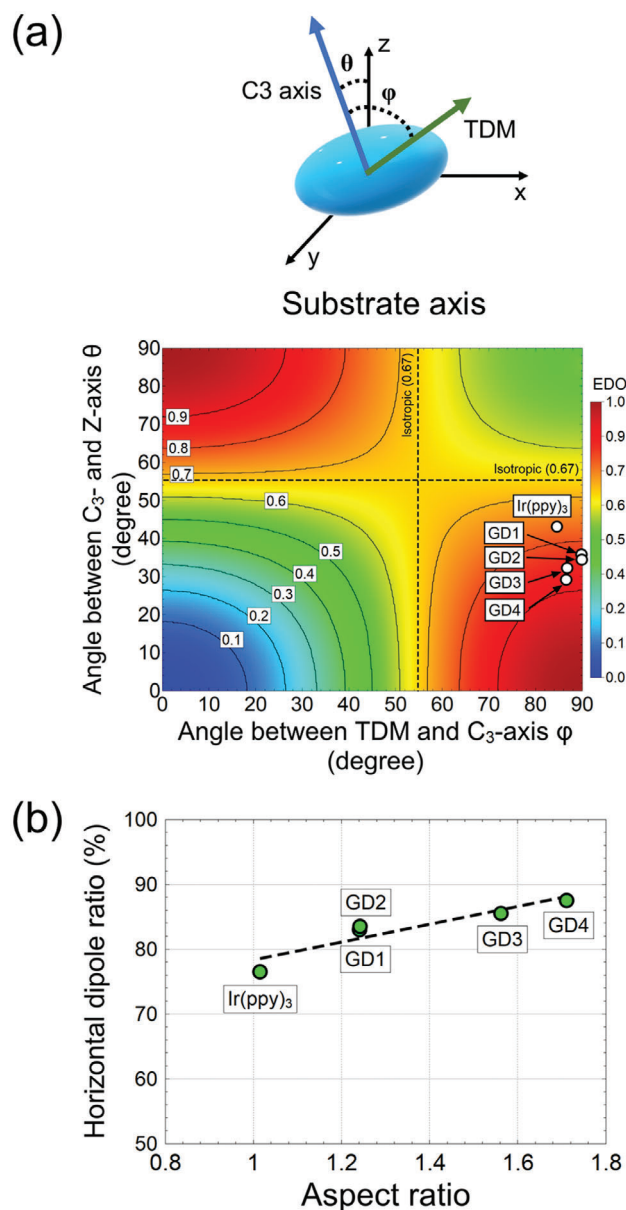 (a)
z
θ
φ
C3 axis
TDM
x
y
Substrate axis
Angle between C₃- and Z-axis θ
(degree)
90
80
70
60
50
40
30
20
10
0
0.9
0.8
0.7
0.6
0.5
0.4
0.3
0.2
0.1
Isotropic (0.67)
Isotropic (0.67)
Ir(ppy)₃
GD1
GD2
GD3
GD4
EDO
1.0
0.9
0.8
0.7
0.6
0.5
0.4
0.3
0.2
0.1
0.0
0 10 20 30 40 50 60 70 80 90
Angle between TDM and C₃-axis φ
(degree)
(b)
Horizontal dipole ratio (%)
100
90
80
70
60
50
GD2
GD1
GD3
GD4
Ir(ppy)₃
0.8 1 1.2 1.4 1.6 1.8
Aspect ratio